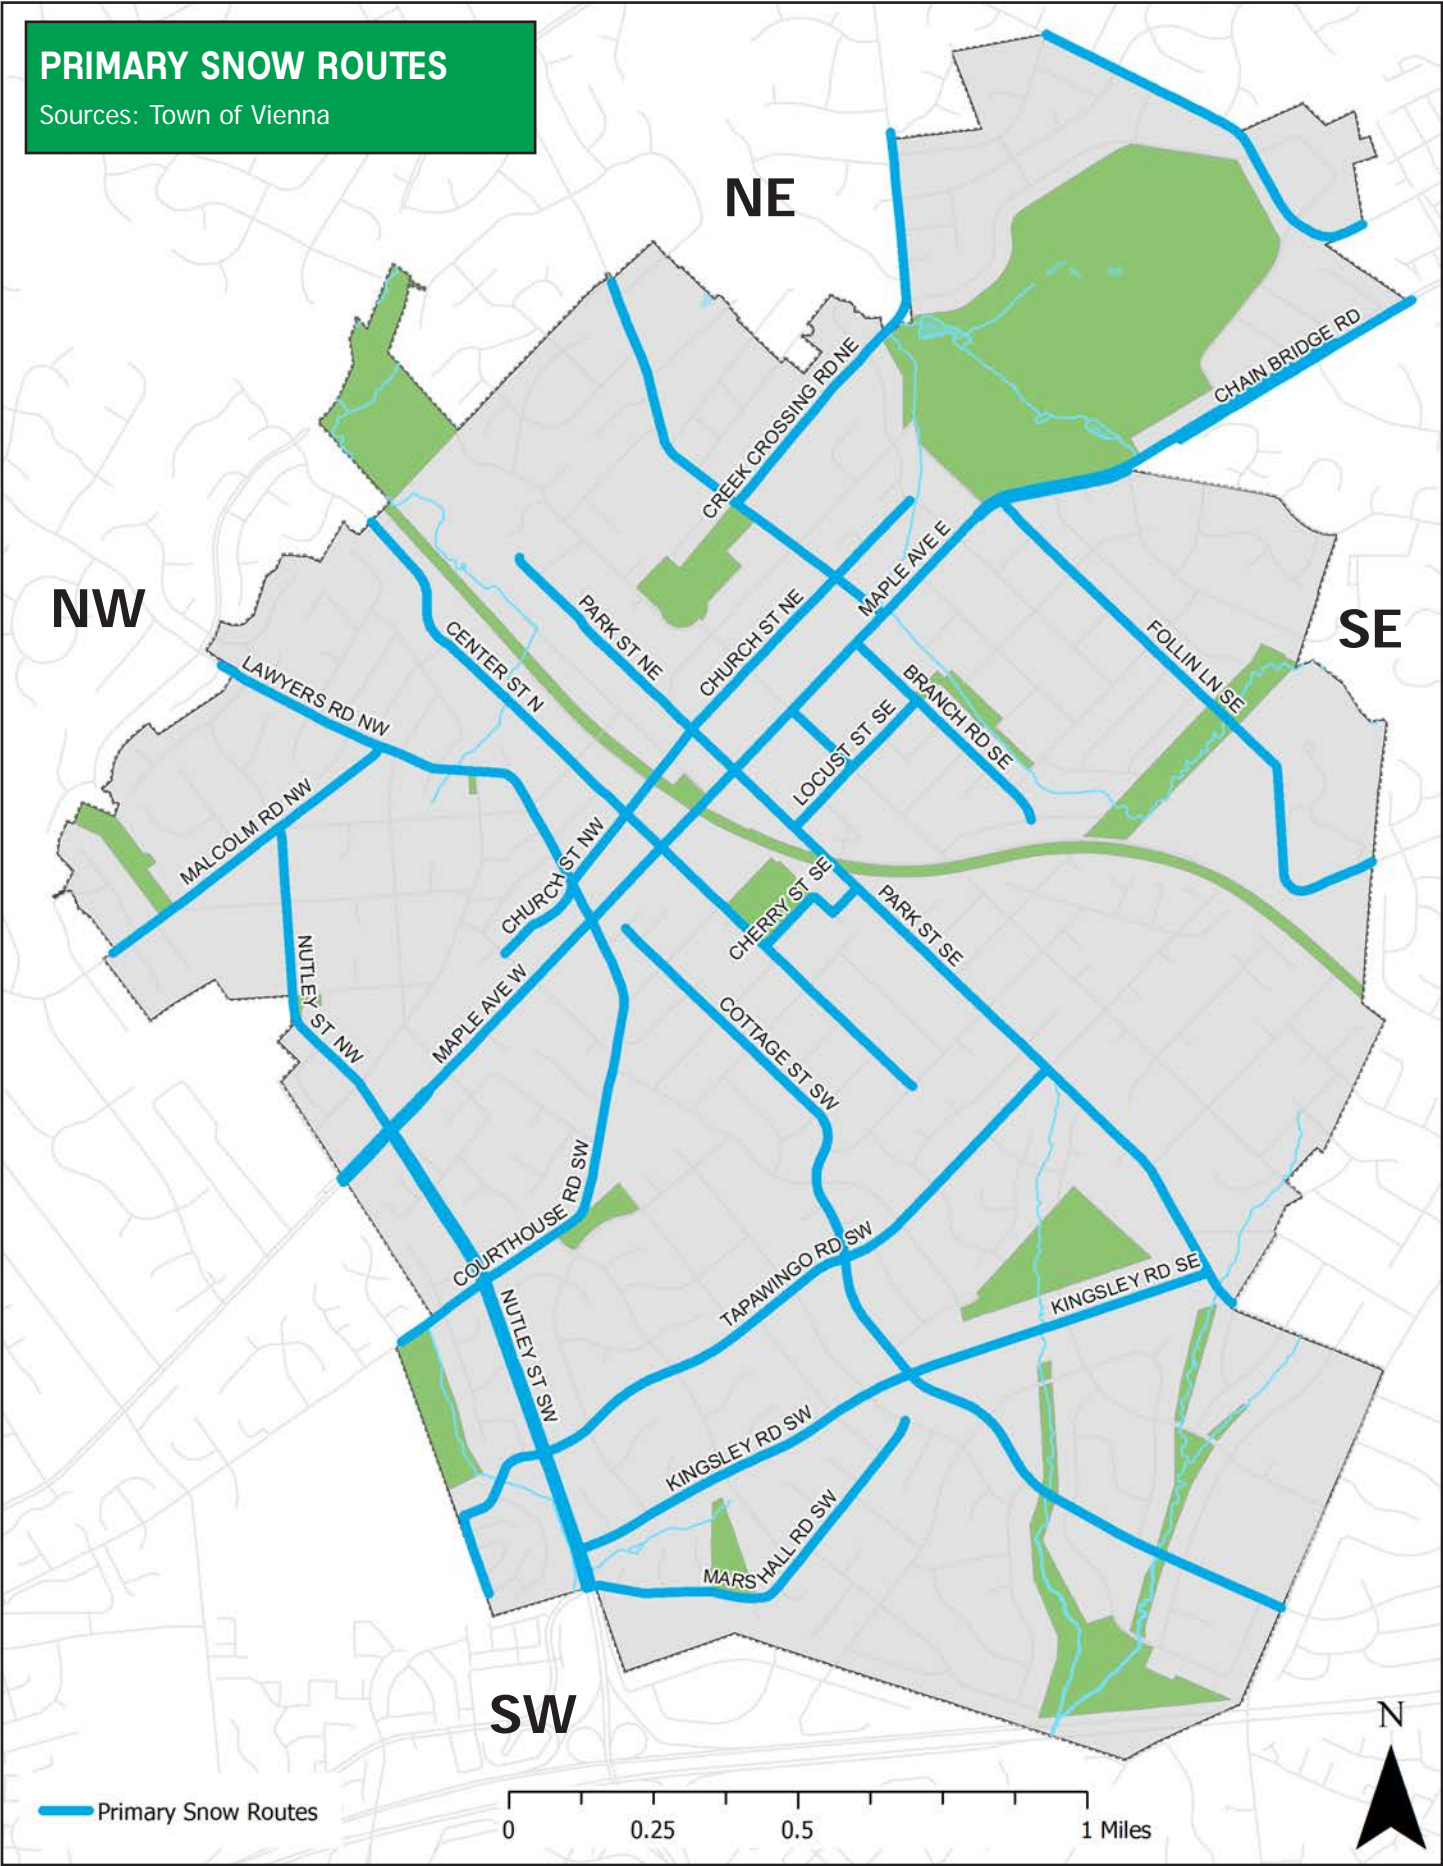 PRIMARY SNOW ROUTES
Sources: Town of Vienna
NE
CHAIN BRIDGE RD
CREEK CROSSING RD NE
NW
SE
MAPLE AVE E
PARK ST NE
CHURCH ST NE
CENTER ST N
FOLLIN LN SE
LAWYERS RD NW
BRANCH RD SE
LOCUST ST SE
MALCOLM RD NW
CHURCH ST NW
CHERRY ST SE
PARK ST SE
NUTLEY ST NW
MAPLE AVE W
COTTAGE ST SW
COURTHOUSE RD SW
TAPAWINGO RD SW
KINGSLEY RD SE
NUTLEY ST SW
KINGSLEY RD SW
MARSHALL RD SW
SW
N
Primary Snow Routes
0 0.25 0.5 1 Miles